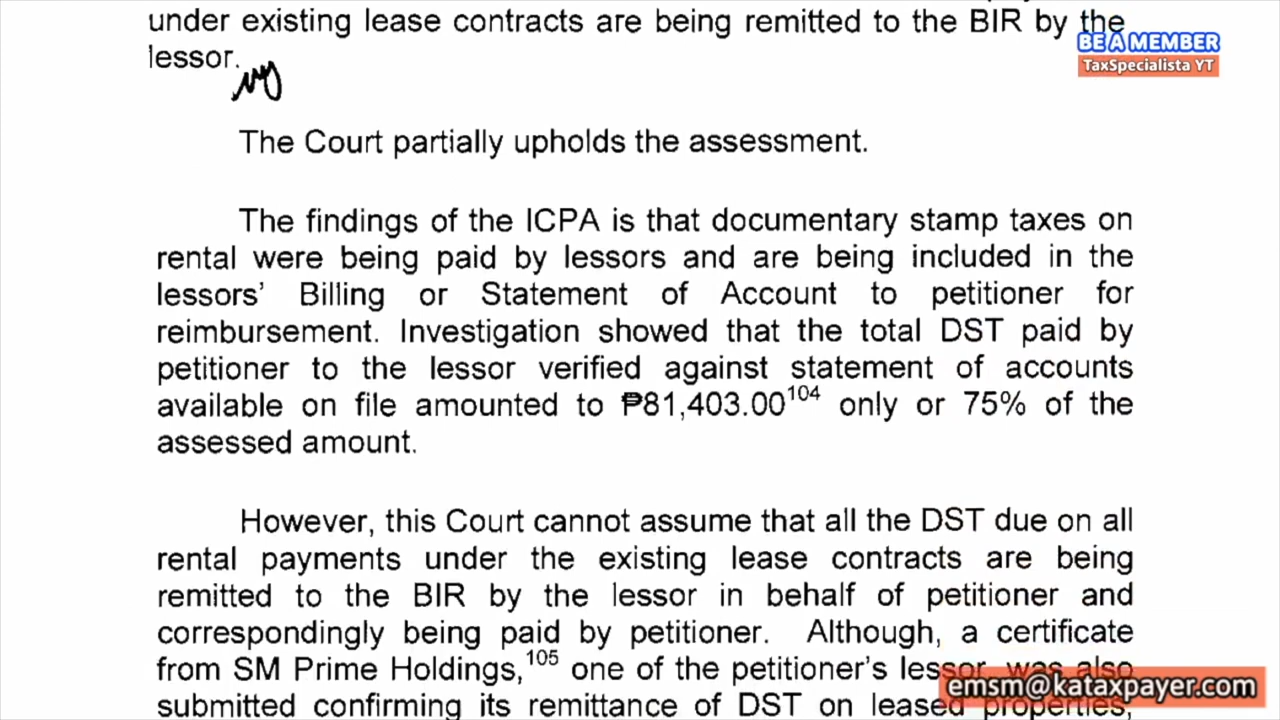 under existing lease contracts are being remitted to the BIR by the
lessor.
BE A MEMBER
TaxSpecialista YT
The Court partially upholds the assessment.
The findings of the ICPA is that documentary stamp taxes on
rental were being paid by lessors and are being included in the
lessors' Billing or Statement of Account to petitioner for
reimbursement. Investigation showed that the total DST paid by
petitioner to the lessor verified against statement of accounts
available on file amounted to ₱81,403.00104 only or 75% of the
assessed amount.
However, this Court cannot assume that all the DST due on all
rental payments under the existing lease contracts are being
remitted to the BIR by the lessor in behalf of petitioner and
correspondingly being paid by petitioner. Although, a certificate
from SM Prime Holdings,105 one of the petitioner's lessor, was also
submitted confirming its remittance of DST on leased properties,
emsm@kataxpayer.com